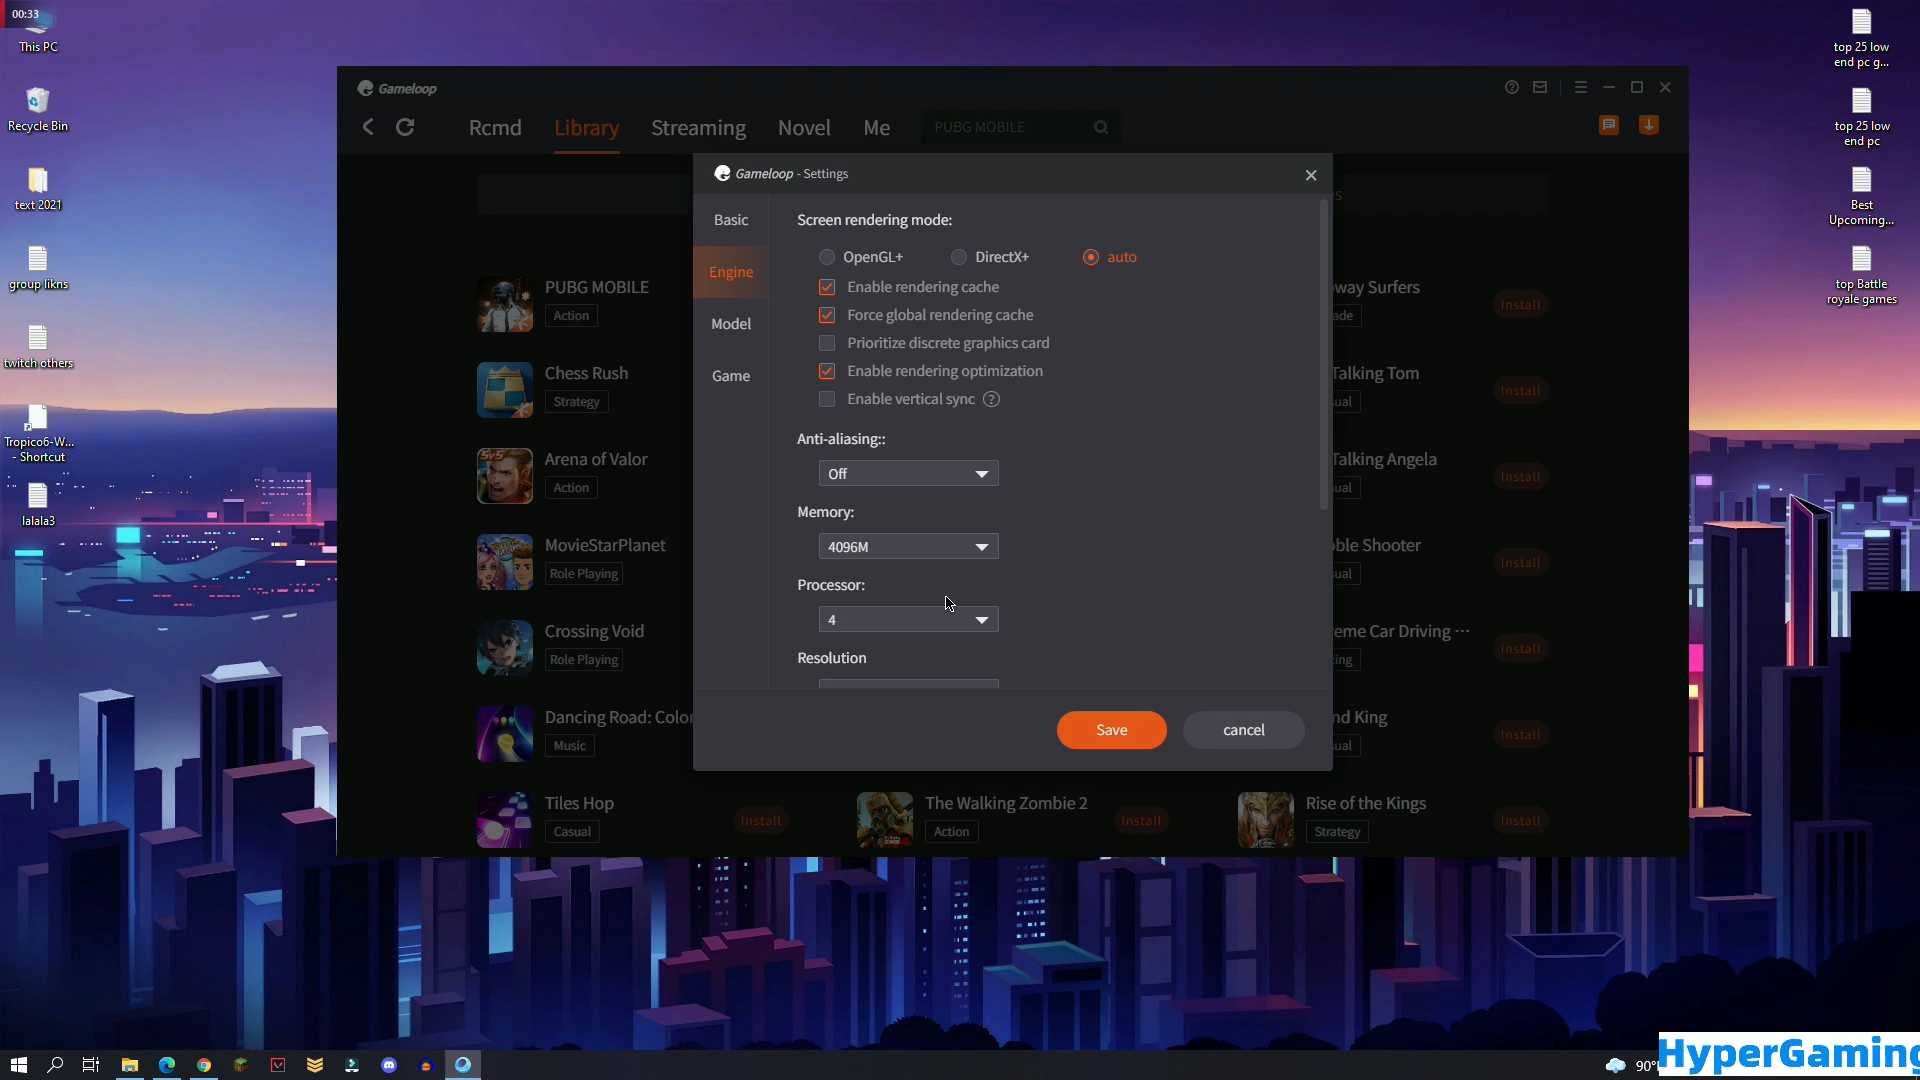 00:33
This PC
Recycle Bin
text 2021
group likns
twitch others
Tropico6-W...
- Shortcut
lalala3
top 25 low
end pc g...
top 25 low
end pc
Best
Upcoming...
top Battle
royale games
Gameloop
Rcmd
Library
Streaming
Novel
Me
PUBG MOBILE
Gameloop - Settings
Basic
Engine
Model
Game
Screen rendering mode:
OpenGL+
DirectX+
auto
Enable rendering cache
Force global rendering cache
Prioritize discrete graphics card
Enable rendering optimization
Enable vertical sync ?
Anti-aliasing::
Off
Memory:
4096M
Processor:
4
Resolution
Save
cancel
PUBG MOBILE
Action
Chess Rush
Strategy
Arena of Valor
Action
MovieStarPlanet
Role Playing
Crossing Void
Role Playing
Dancing Road: Color
Music
Tiles Hop
Casual
Install
The Walking Zombie 2
Action
Install
way Surfers
ade
Install
Talking Tom
ual
Install
Talking Angela
ual
Install
ble Shooter
ual
Install
eme Car Driving ···
ing
Install
nd King
ual
Install
Rise of the Kings
Strategy
Install
90°
HyperGaming